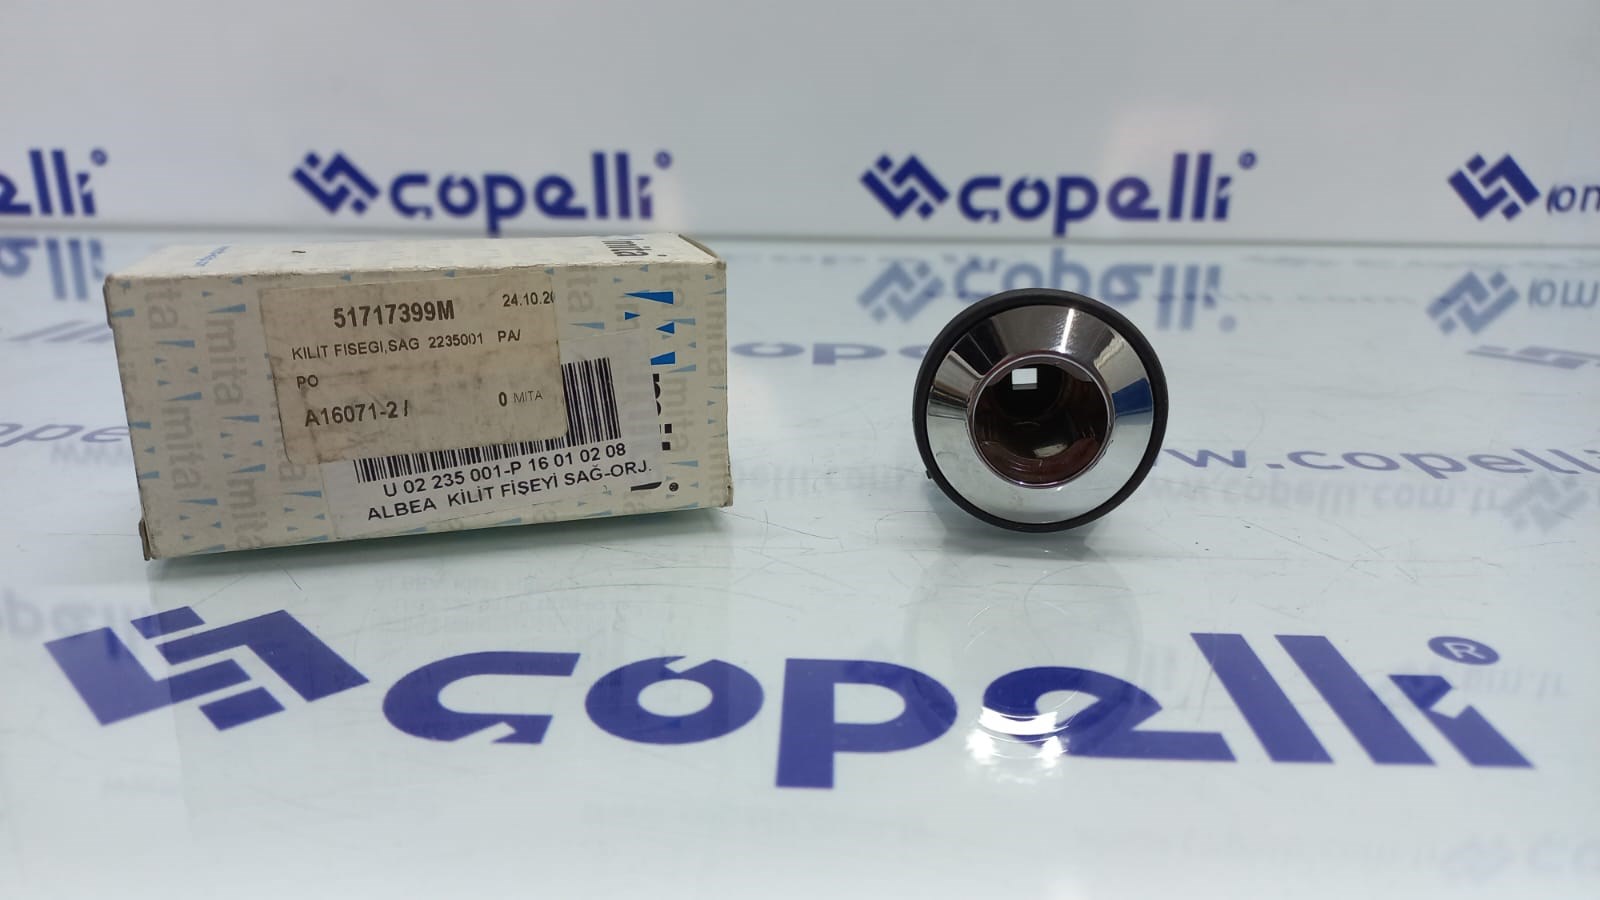 copelli
copelli
mita
51717399M 24.10.20
KILIT FISEGI,SAG 2235001 PA/
PO
A16071-2 / 0 MITA
U 02 235 001-P 16 01 02 08
ALBEA KİLİT FİŞEYİ SAĞ-ORJ.
copelli®